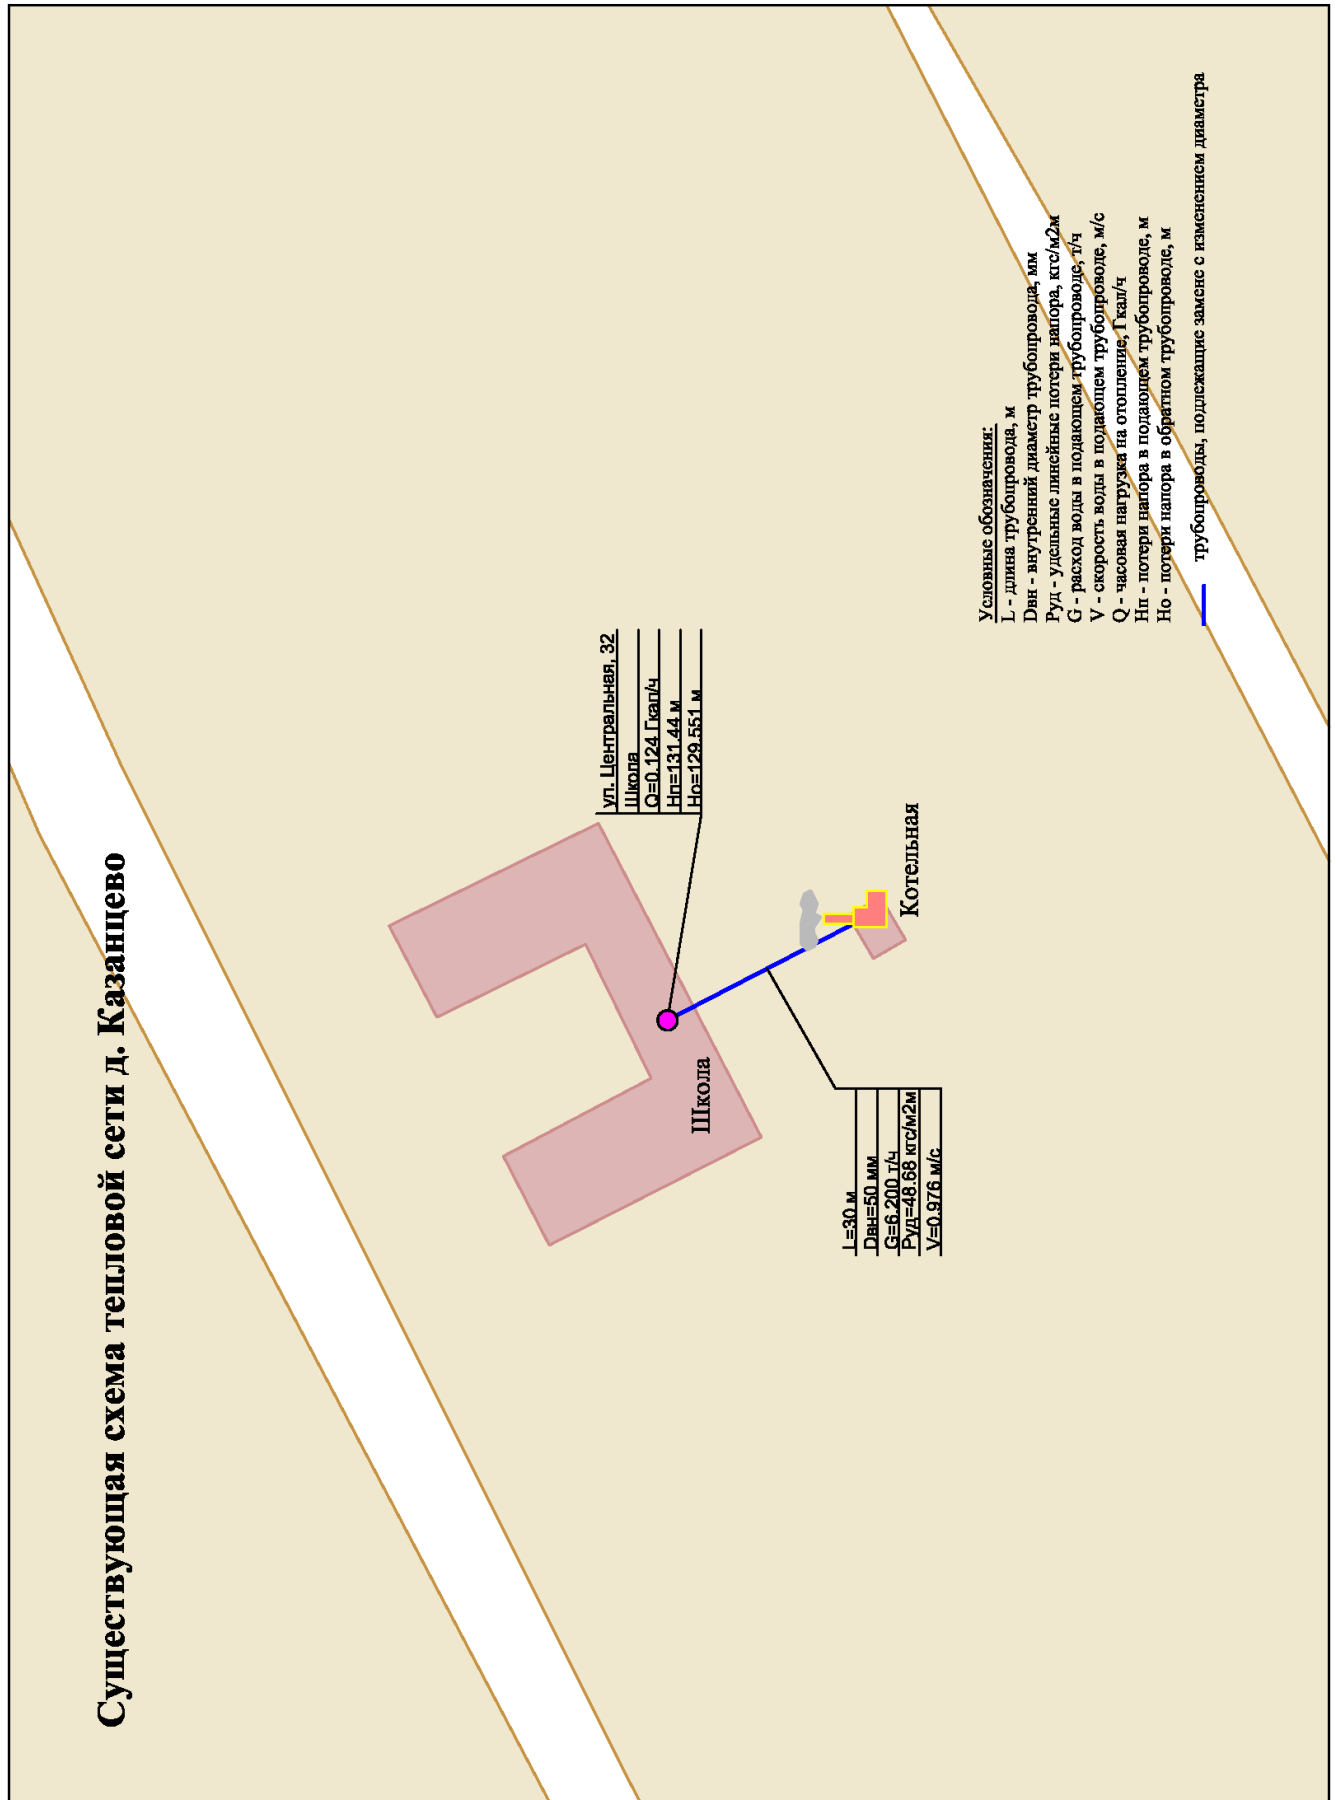 Существующая схема тепловой сети д. Казанцево
ул. Центральная, 32
Школа
Q=0.124 Гкал/ч
Нп=131.44 м
Но=129.551 м
Школа
Котельная
L=30 м
Dвн=50 мм
G=6.200 т/ч
Руд=48.68 кгс/м2м
V=0.976 м/с
Условные обозначения:
L - длина трубопровода, м
Dвн - внутренний диаметр трубопровода, мм
Руд - удельные линейные потери напора, кгс/м2м
G - расход воды в подающем трубопроводе, т/ч
V - скорость воды в подающем трубопроводе, м/с
Q - часовая нагрузка на отопление, Гкал/ч
Нп - потери напора в подающем трубопроводе, м
Но - потери напора в обратном трубопроводе, м
трубопроводы, подлежащие замене с изменением диаметра